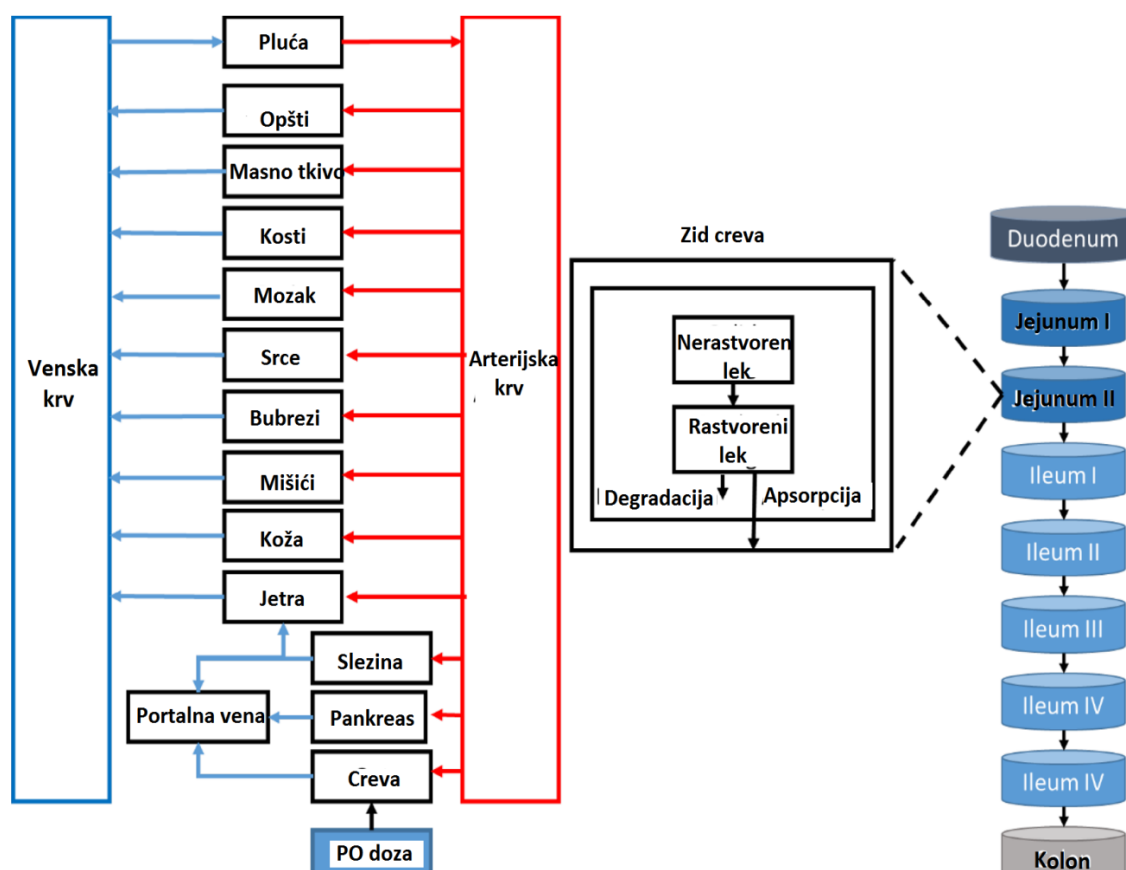 Pluća
Opšti
Masno tkivo
Kosti
Mozak
Srce
Bubrezi
Mišići
Koža
Jetra
Slezina
Portalna vena
Pankreas
Creva
PO doza
Venska
krv
Arterijska
krv
Zid creva
Nerastvoren
lek
Rastvoreni
lek
Degradacija
Apsorpcija
Duodenum
Jejunum I
Jejunum II
Ileum I
Ileum II
Ileum III
Ileum IV
Ileum IV
Kolon